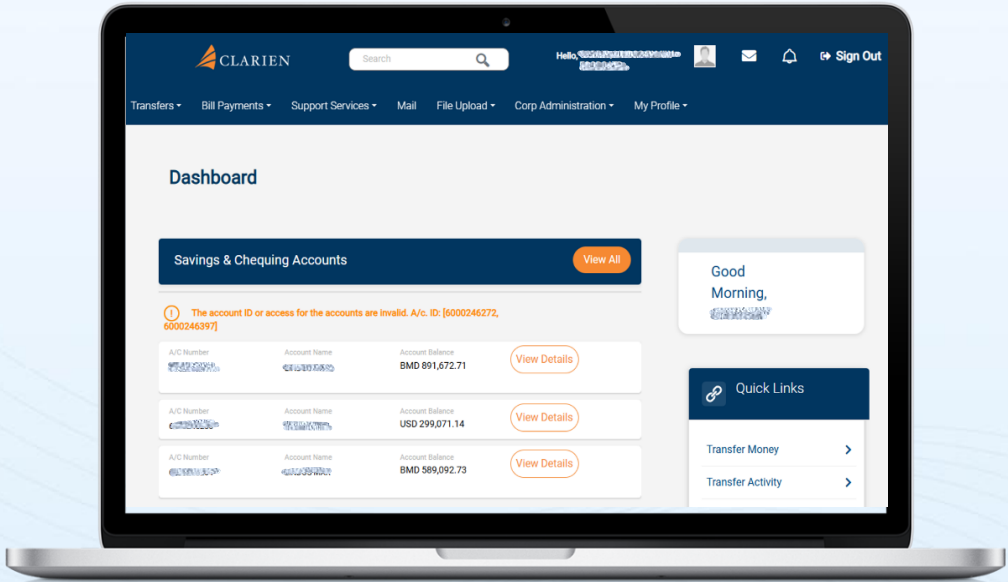 CLARIEN
Search
Hello,
Sign Out
Transfers
Bill Payments
Support Services
Mail
File Upload
Corp Administration
My Profile
Dashboard
Savings & Chequing Accounts
View All
The account ID or access for the accounts are invalid. A/c. ID: [6000246272,
6000246397]
A/C Number
Account Name
Account Balance
BMD 891,672.71
View Details
A/C Number
Account Name
Account Balance
USD 299,071.14
View Details
A/C Number
Account Name
Account Balance
BMD 589,092.73
View Details
Good
Morning,
Quick Links
Transfer Money
Transfer Activity